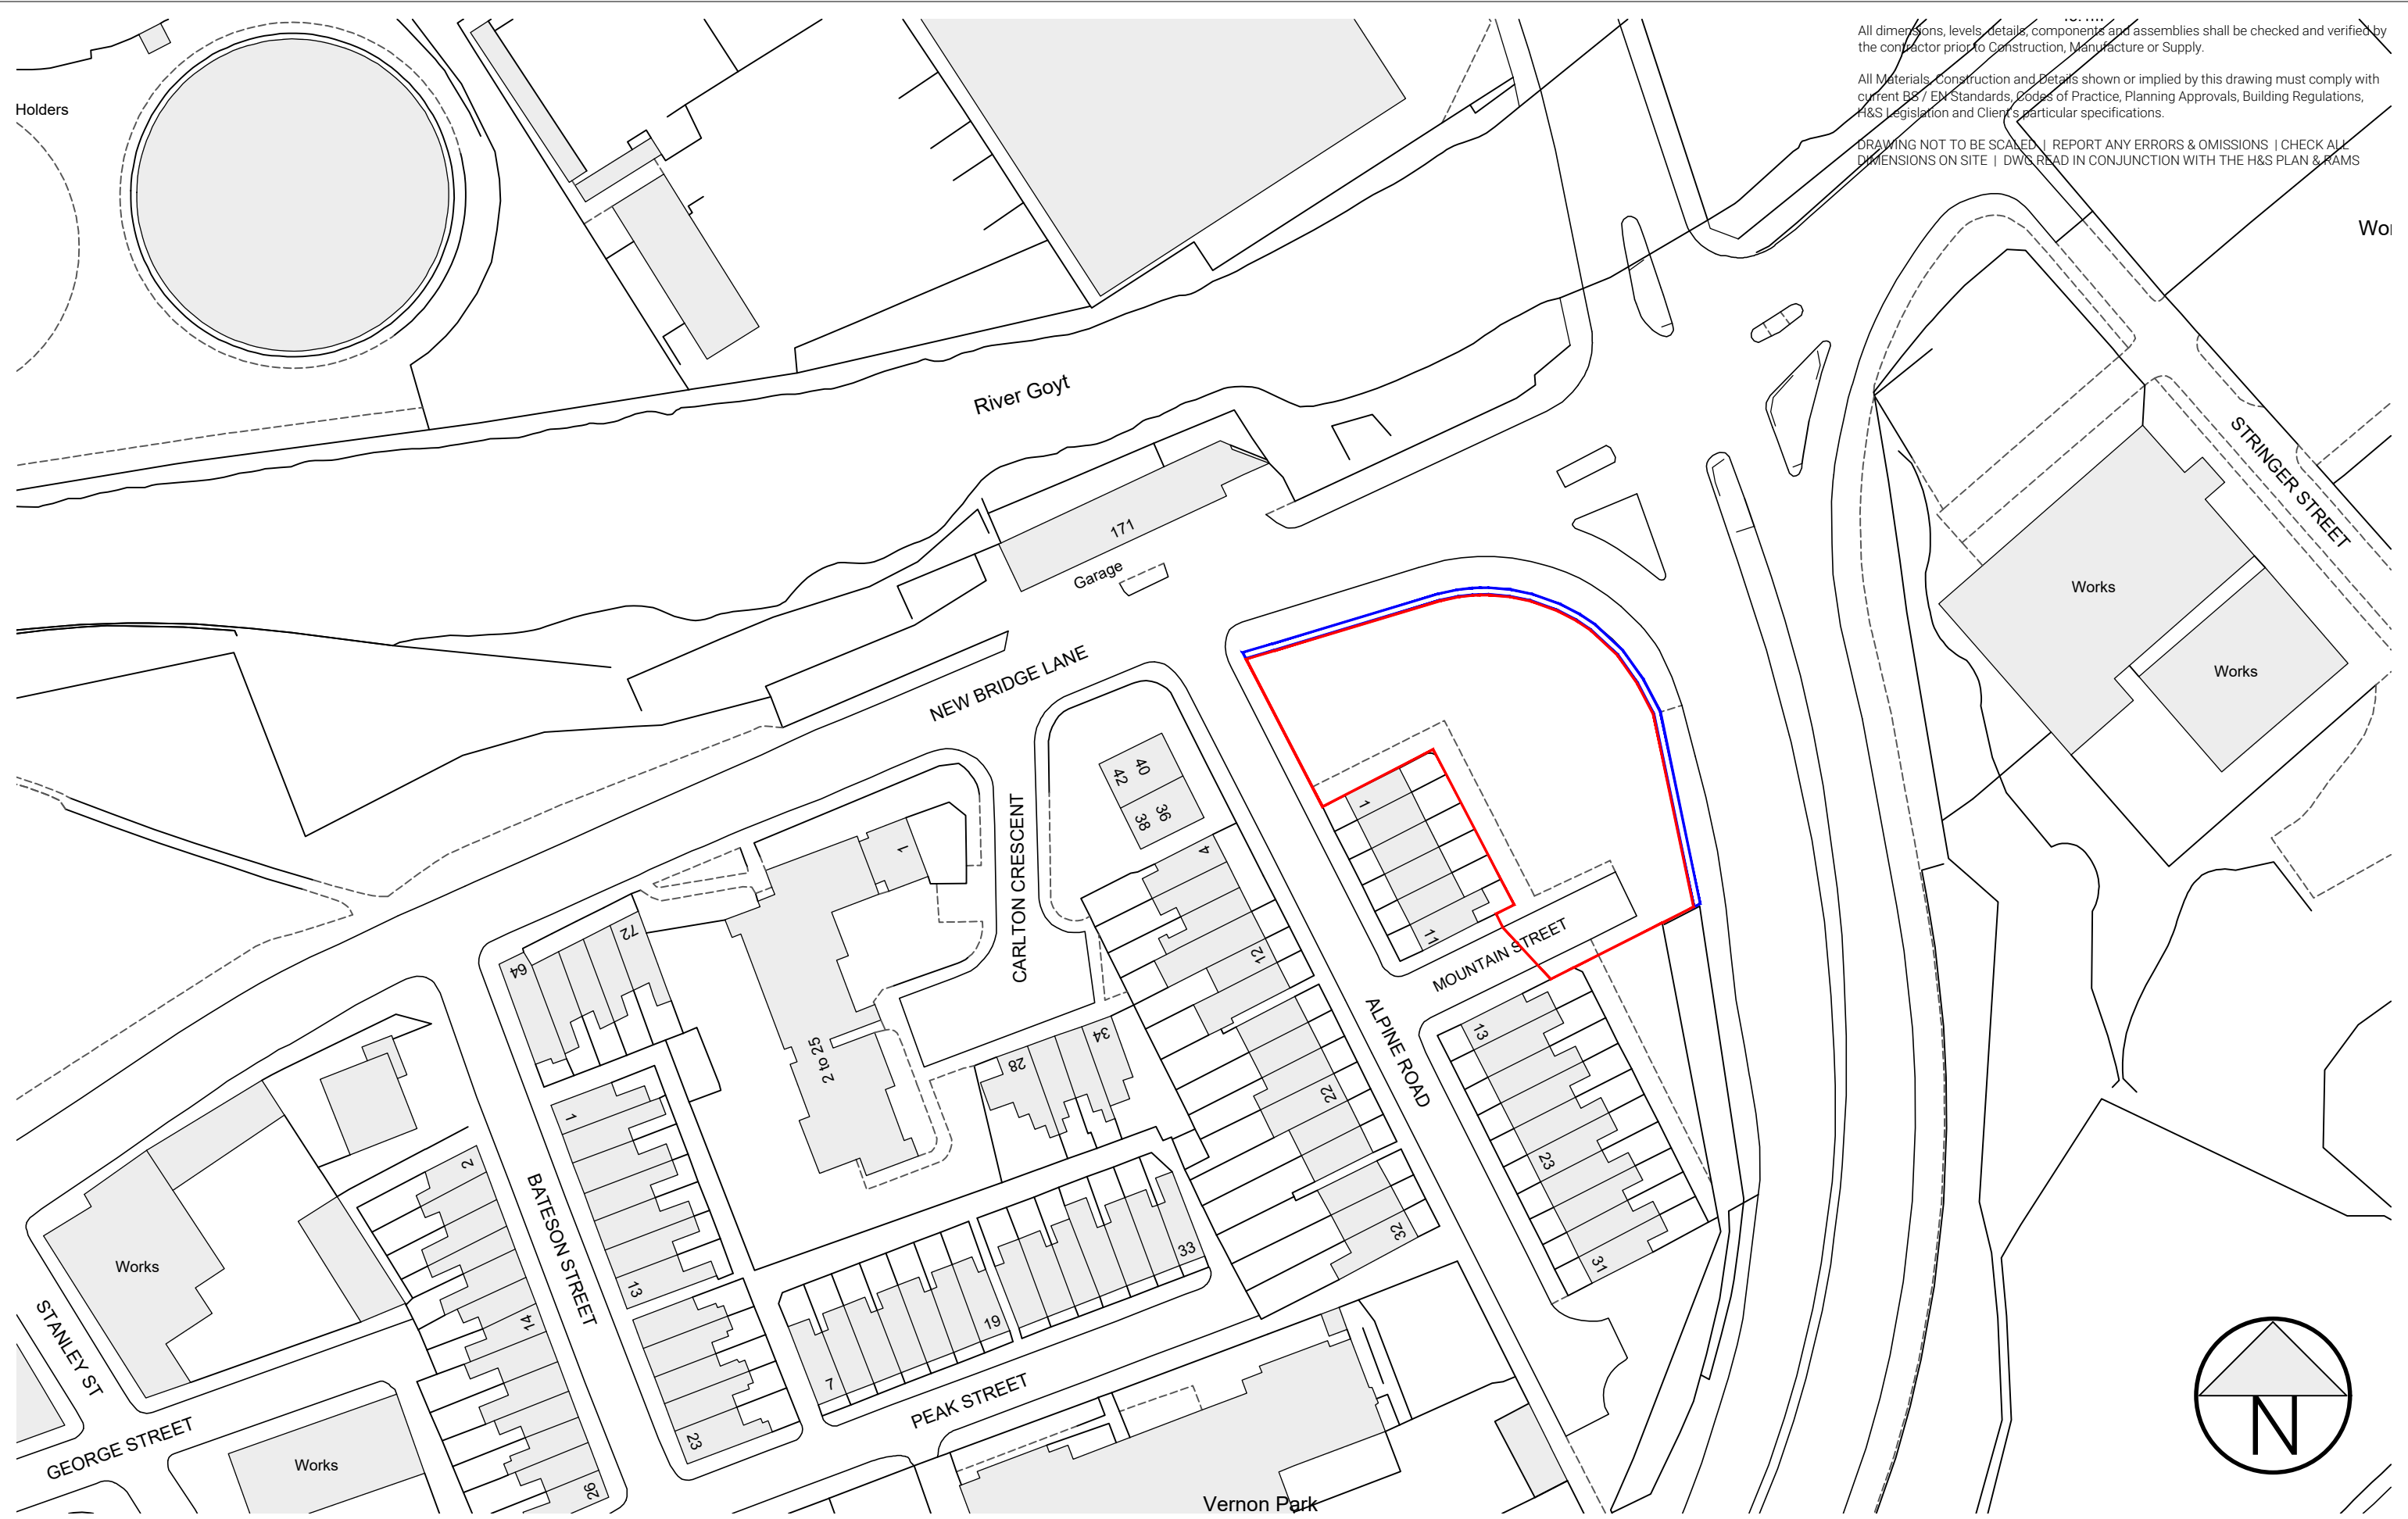 All dimensions, levels, details, components and assemblies shall be checked and verified by
the contractor prior to Construction, Manufacture or Supply.
All Materials, Construction and Details shown or implied by this drawing must comply with
current BS / EN Standards, Codes of Practice, Planning Approvals, Building Regulations,
H&S Legislation and Client's particular specifications.
DRAWING NOT TO BE SCALED | REPORT ANY ERRORS & OMISSIONS | CHECK ALL
DIMENSIONS ON SITE | DWG READ IN CONJUNCTION WITH THE H&S PLAN & RAMS
Holders
River Goyt
STRINGER STREET
171
Garage
Works
Works
NEW BRIDGE LANE
42
40
38
36
CARLTON CRESCENT
1
1
4
11
12
MOUNTAIN STREET
72
64
ALPINE ROAD
13
2 to 25
28
34
22
1
23
2
BATESON STREET
Works
13
33
32
31
STANLEY ST
14
19
7
PEAK STREET
GEORGE STREET
23
Works
26
Vernon Park
N